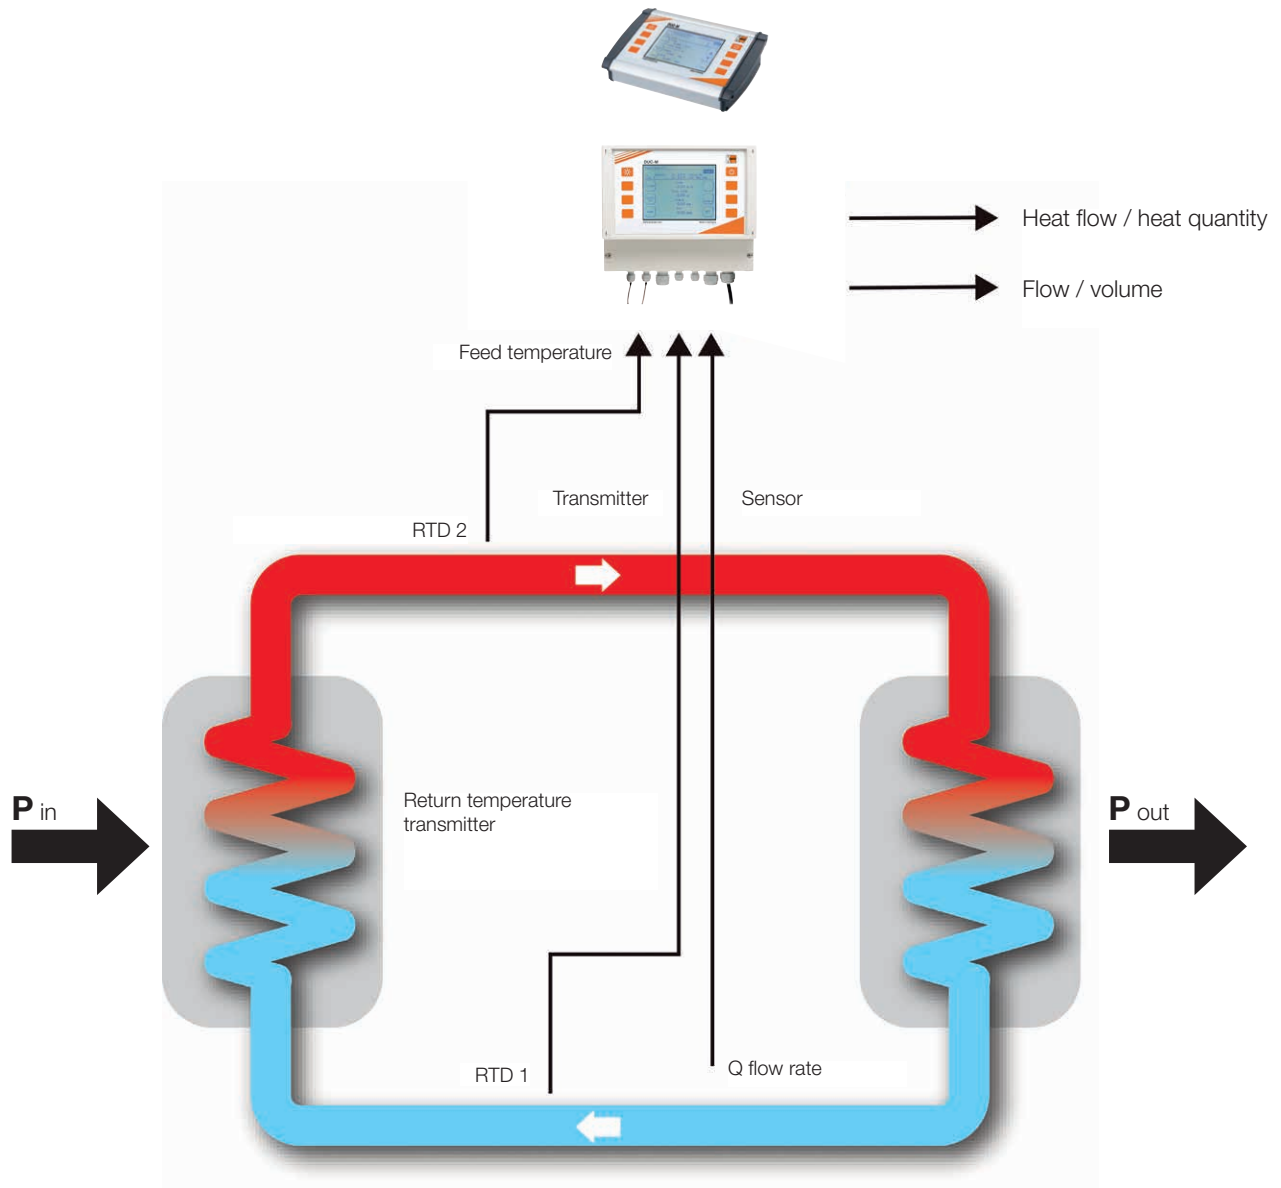 DUC-M
Heat flow / heat quantity
Flow / volume
Feed temperature
Transmitter
Sensor
RTD 2
P in
Return temperature
transmitter
P out
RTD 1
Q flow rate